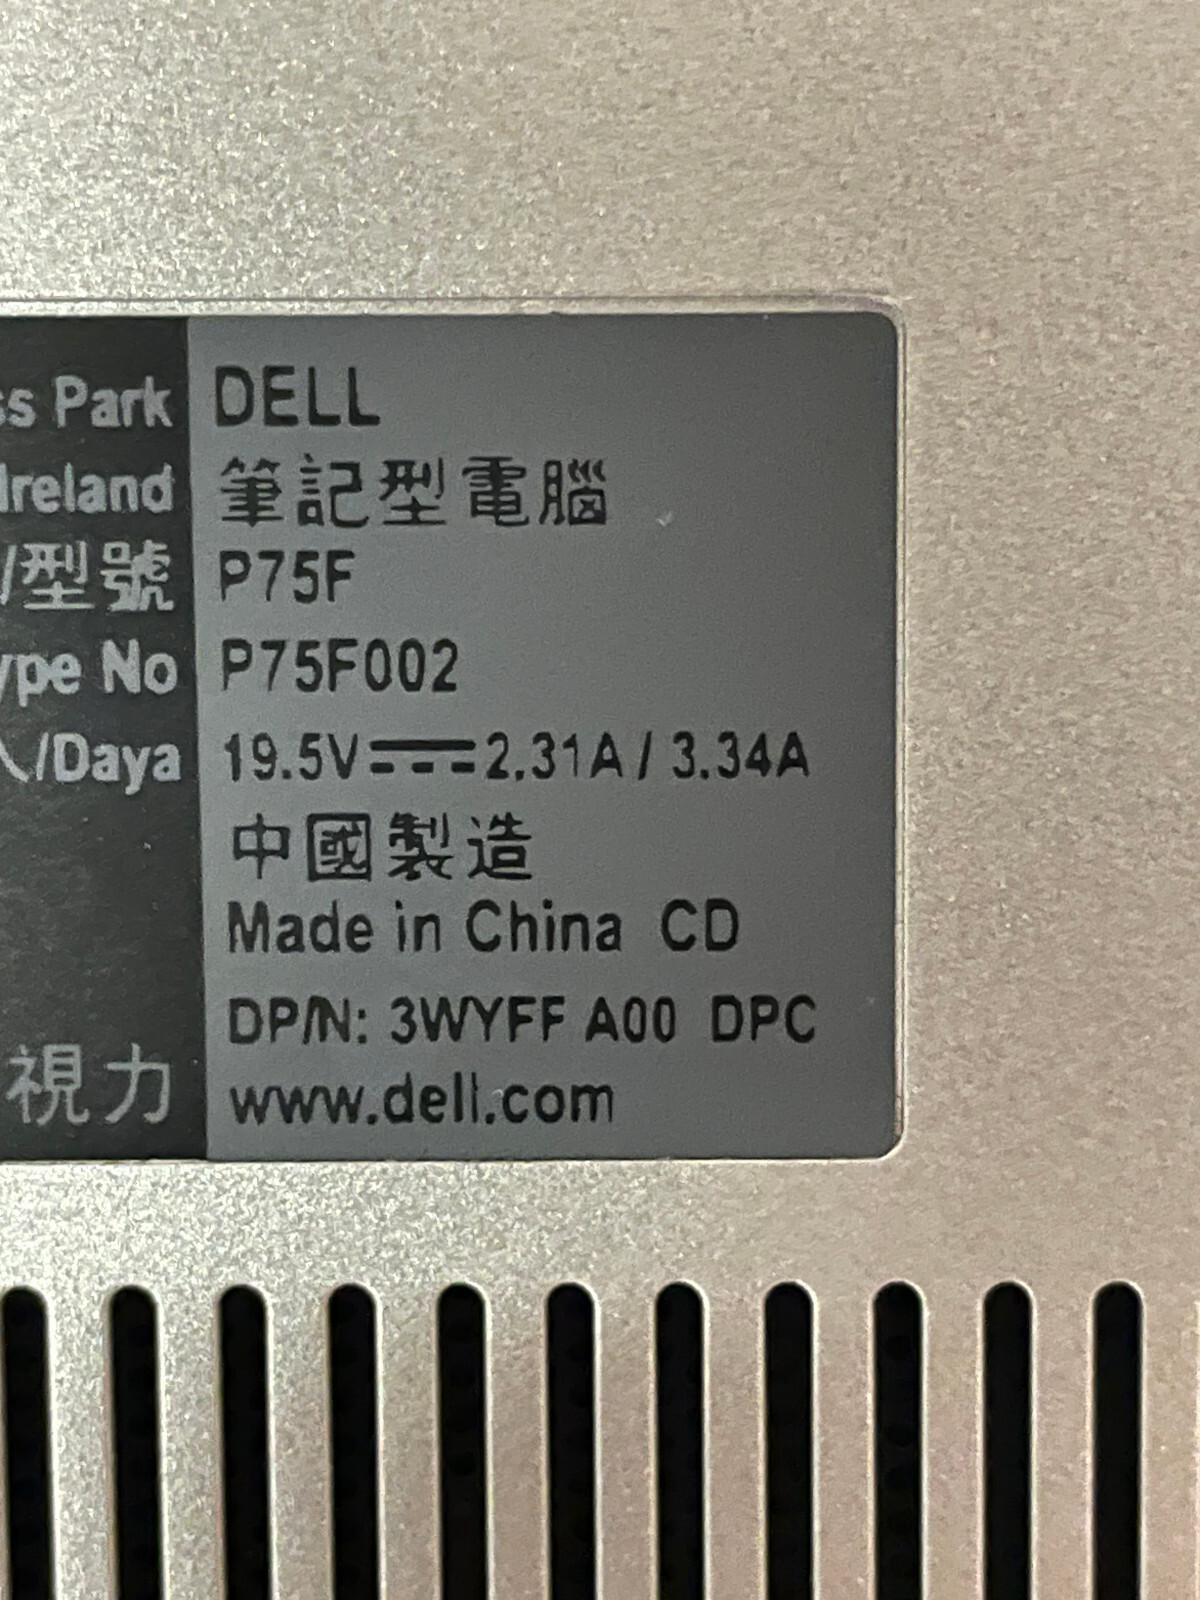 ss Park DELL
Ireland 筆記型電腦
/型號 P75F
ype No P75F002
入/Daya 19.5V⎓2.31A / 3.34A
中國製造
Made in China CD
DP/N: 3WYFF A00 DPC
視力 www.dell.com